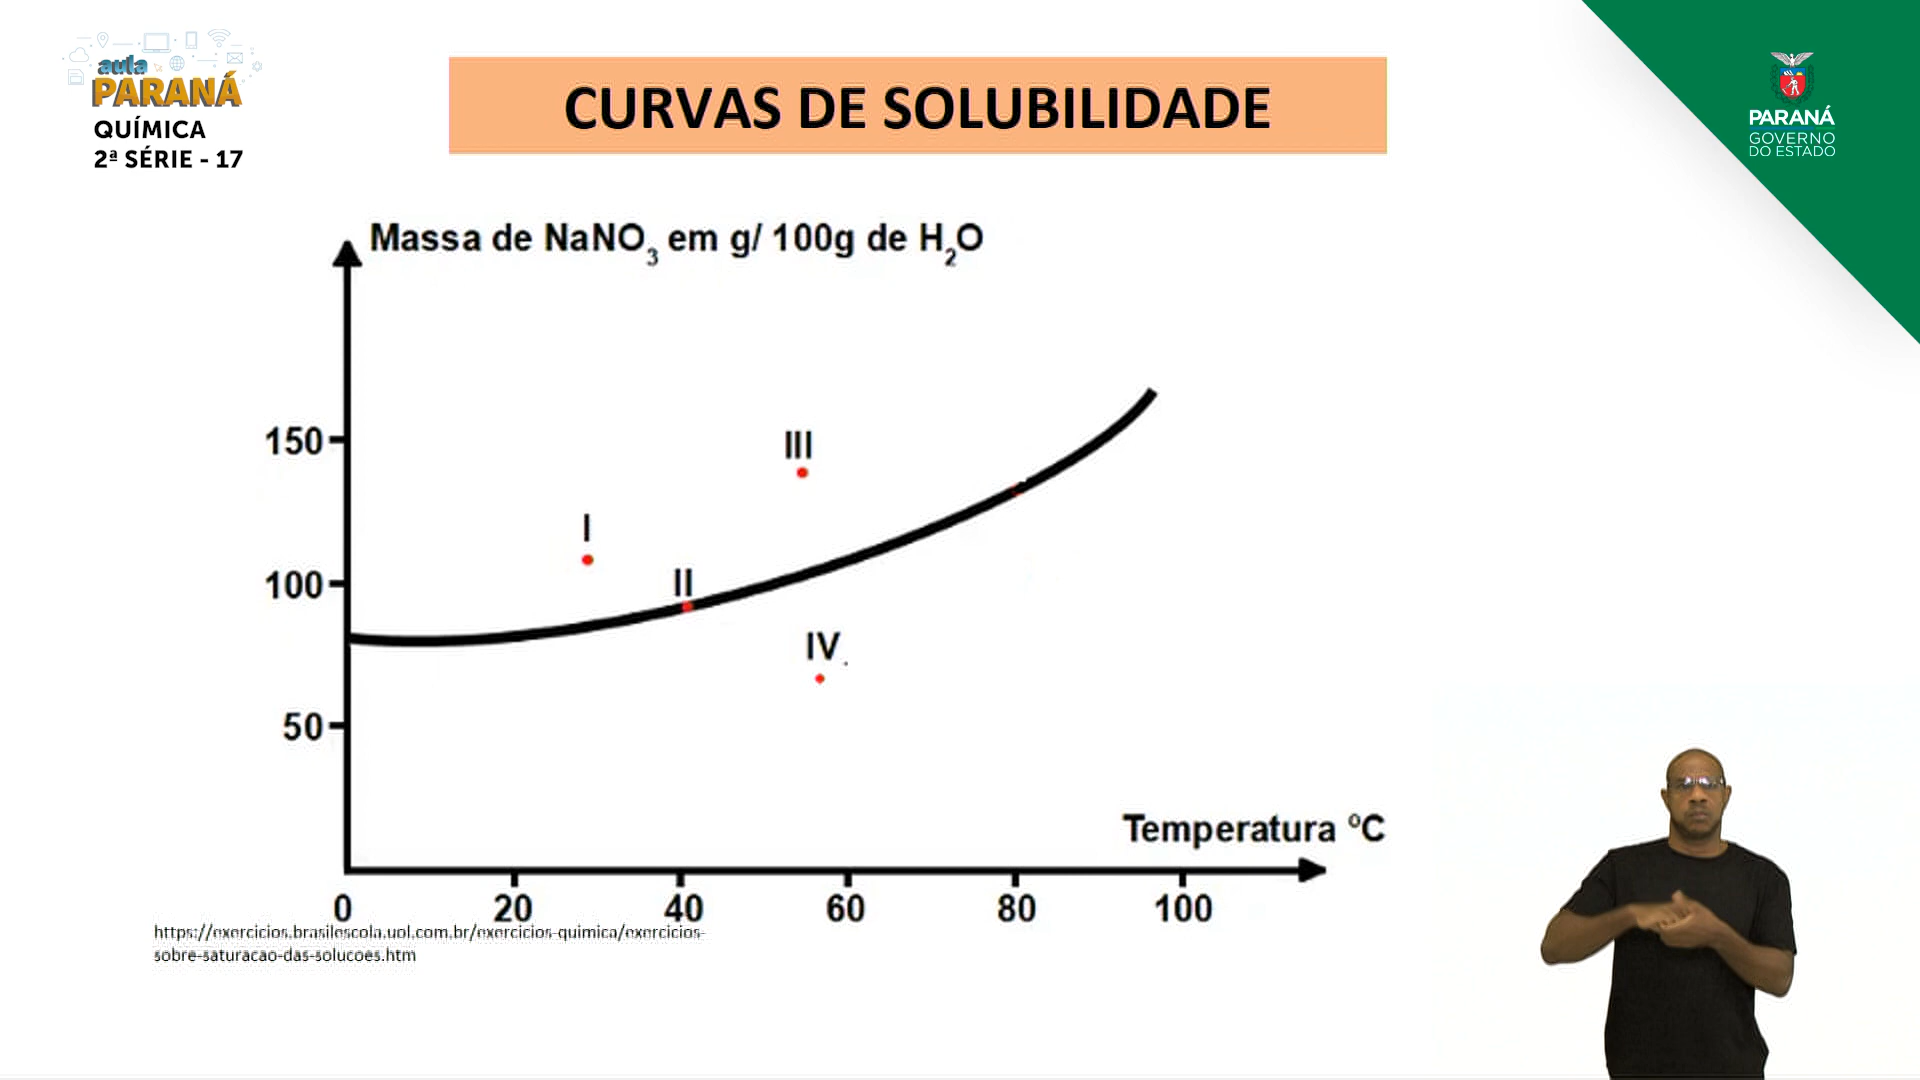 aula
PARANÁ
QUÍMICA
2ª SÉRIE - 17
CURVAS DE SOLUBILIDADE
PARANÁ
GOVERNO
DO ESTADO
Massa de NaNO₃ em g/ 100g de H₂O
150
III
I
100
II
IV
50
Temperatura ºC
0 20 40 60 80 100
https://exercicios.brasilescola.uol.com.br/exercicios-quimica/exercicios-
sobre-saturacao-das-solucoes.htm